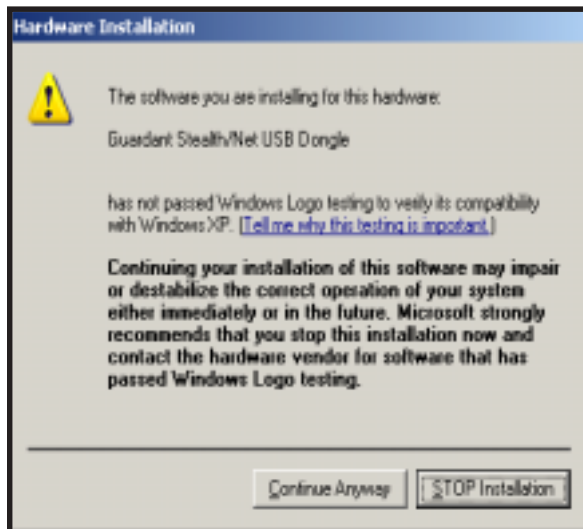 Hardware Installation
The software you are installing for this hardware:
Guardant Stealth/Net USB Dongle
has not passed Windows Logo testing to verify its compatibility
with Windows XP. (Tell me why this testing is important.)
Continuing your installation of this software may impair
or destabilize the correct operation of your system
either immediately or in the future. Microsoft strongly
recommends that you stop this installation now and
contact the hardware vendor for software that has
passed Windows Logo testing.
Continue Anyway
STOP Installation